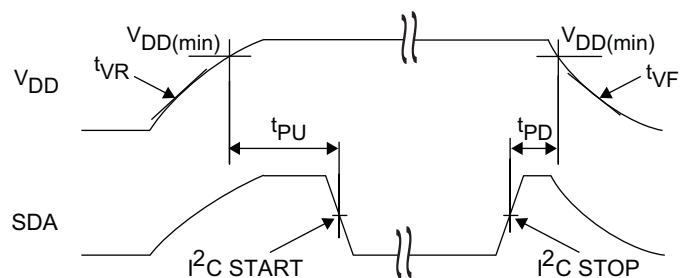 VDD(min)
VDD(min)
tVR
tVF
VDD
tPU
tPD
SDA
I2C START
I2C STOP